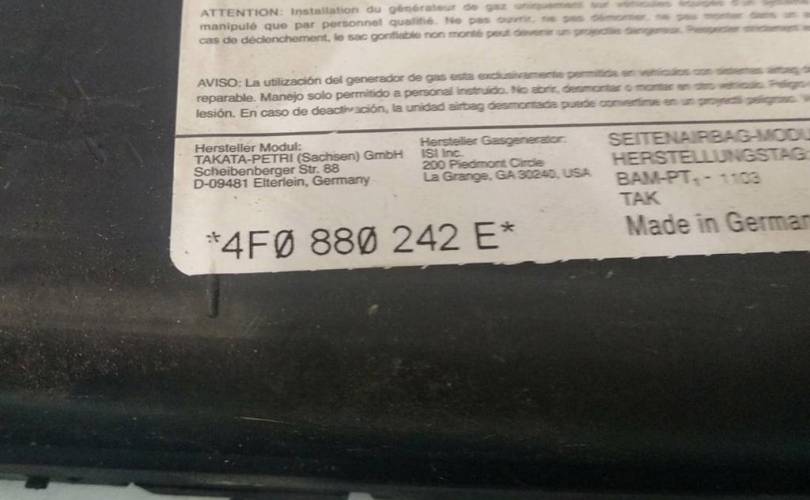 ATTENTION: Installation du générateur de gaz uniquement sur véhicules équipés d'un
manipulé que par personnel qualifié. Ne pas ouvrir, ne pas démonter, ne pas monter dans un
cas de déclenchement, le sac gonflable non monté peut devenir un projectile dangereux. Respecter strictement
AVISO: La utilización del generador de gas esta exclusivamente permitida en vehículos con sistemas airbag
reparable. Manejo solo permitido a personal instruido. No abrir, desmontar o montar en otro vehículo.
lesión. En caso de deactivación, la unidad airbag desmontada puede convertirse en un proyectil peligroso.
Hersteller Modul:
TAKATA-PETRI (Sachsen) GmbH
Scheibenberger Str. 88
D-09481 Elterlein, Germany
Hersteller Gasgenerator:
ISI Inc.
200 Piedmont Circle
La Grange, GA 30240, USA
SEITENAIRBAG-MODU
HERSTELLUNGSTAG:
BAM-PT₁ - 1103
TAK
Made in German
*4F0 880 242 E*